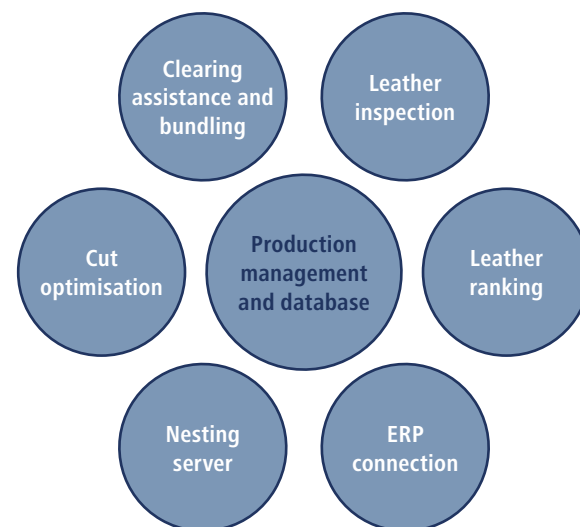 Clearing
assistance and
bundling
Leather
inspection
Cut
optimisation
Production
management
and database
Leather
ranking
Nesting
server
ERP
connection